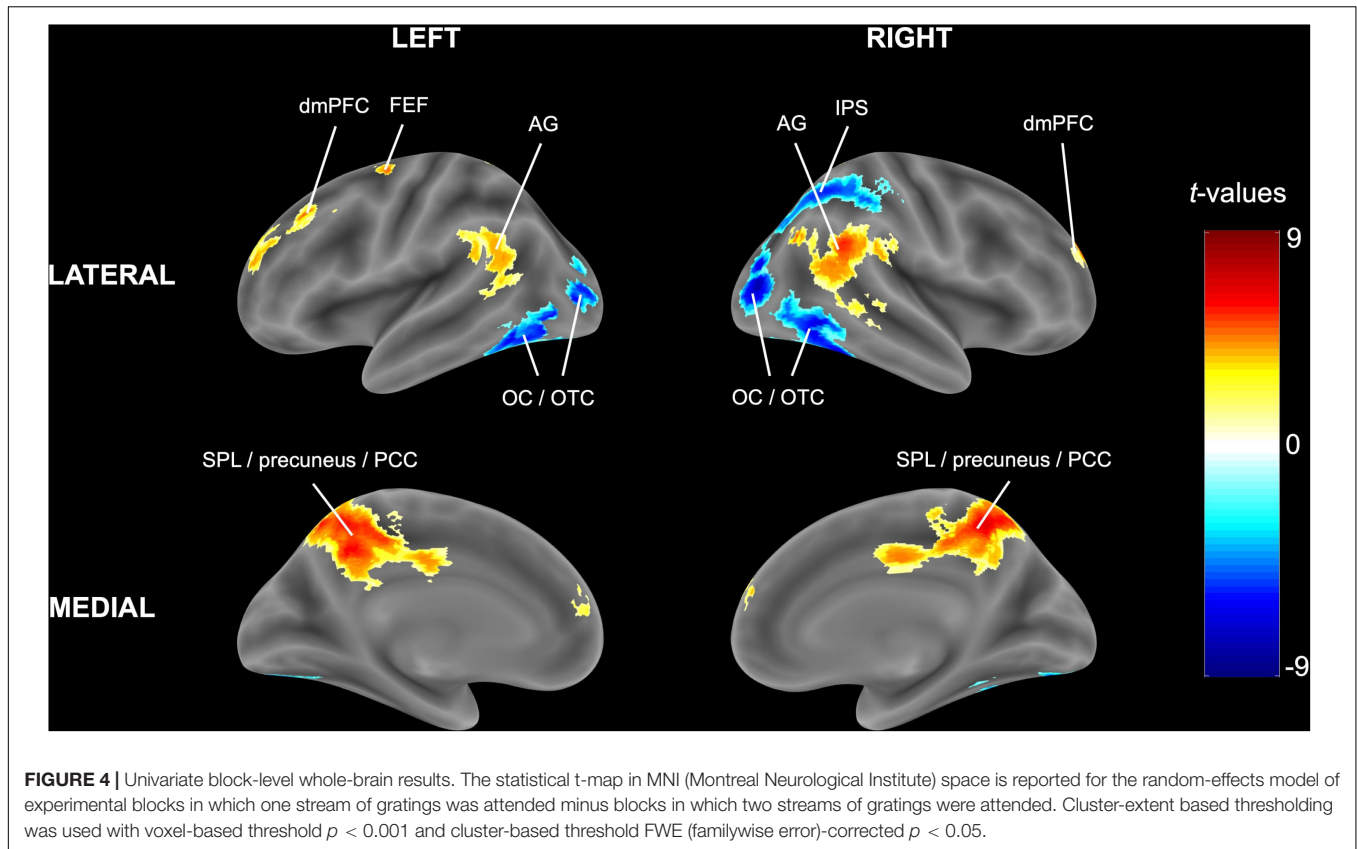 LEFT
RIGHT
dmPFC
FEF
AG
AG
IPS
dmPFC
t-values
9
0
-9
LATERAL
OC / OTC
OC / OTC
SPL / precuneus / PCC
SPL / precuneus / PCC
MEDIAL
FIGURE 4 | Univariate block-level whole-brain results. The statistical t-map in MNI (Montreal Neurological Institute) space is reported for the random-effects model of
experimental blocks in which one stream of gratings was attended minus blocks in which two streams of gratings were attended. Cluster-extent based thresholding
was used with voxel-based threshold p < 0.001 and cluster-based threshold FWE (familywise error)-corrected p < 0.05.